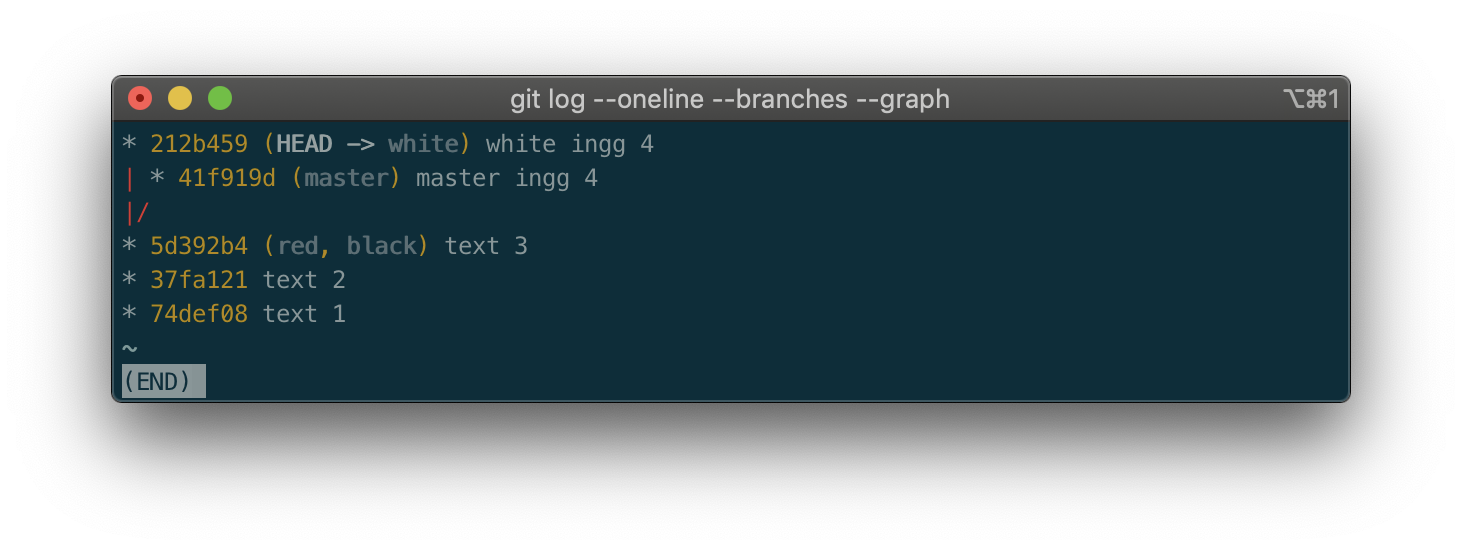 git log --oneline --branches --graph ⌥⌘1
* 212b459 (HEAD -> white) white ingg 4
| * 41f919d (master) master ingg 4
|/
* 5d392b4 (red, black) text 3
* 37fa121 text 2
* 74def08 text 1
~
(END)